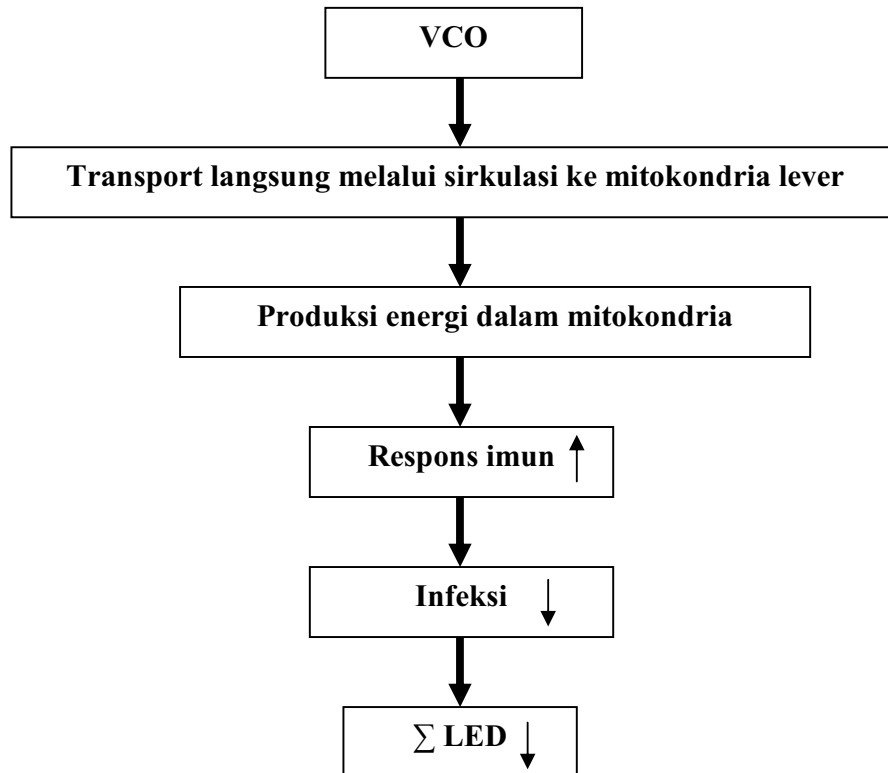 VCO
Transport langsung melalui sirkulasi ke mitokondria lever
Produksi energi dalam mitokondria
Respons imun ↑
Infeksi ↓
∑ LED ↓